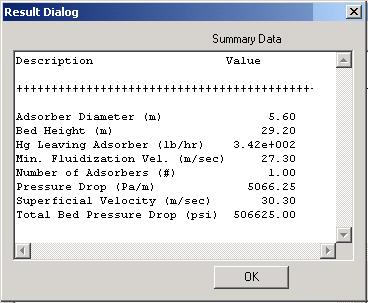 Result Dialog
Summary Data
Description Value
++++++++++++++++++++++++++++++++++++++++++
Adsorber Diameter (m) 5.60
Bed Height (m) 29.20
Hg Leaving Adsorber (lb/hr) 3.42e+002
Min. Fluidization Vel. (m/sec) 27.30
Number of Adsorbers (#) 1.00
Pressure Drop (Pa/m) 5066.25
Superficial Velocity (m/sec) 30.30
Total Bed Pressure Drop (psi) 506625.00
OK